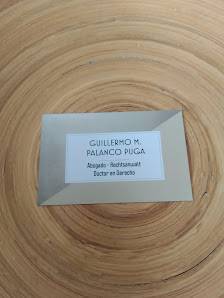 GUILLERMO M.
PALANCO PUGA
Abogado - Rechtsanwalt
Doctor en Derecho